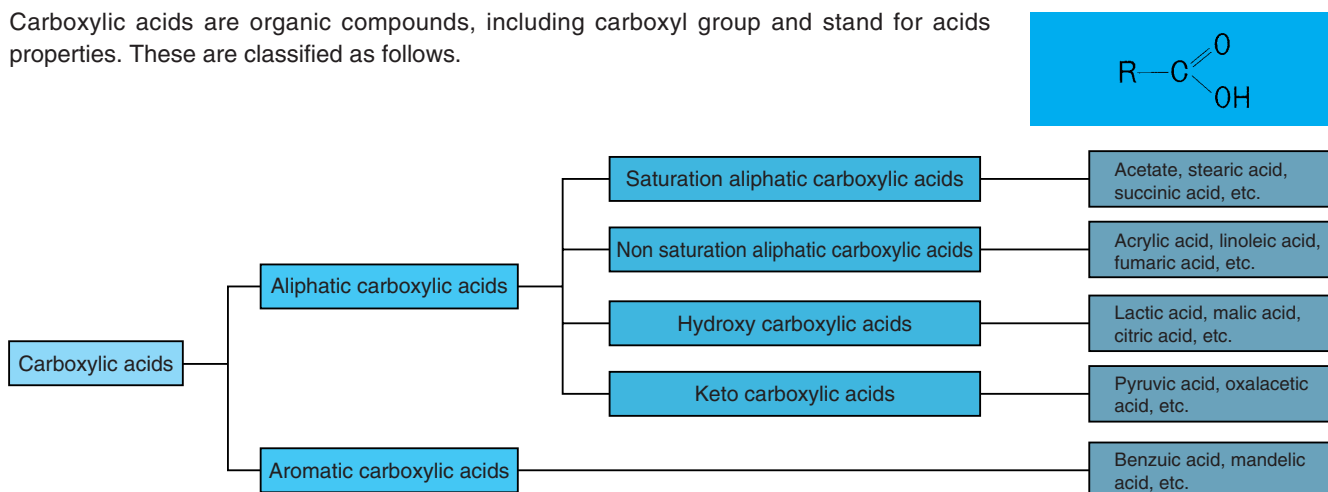 Carboxylic acids are organic compounds, including carboxyl group and stand for acids
properties. These are classified as follows.
R—C
O
OH
Saturation aliphatic carboxylic acids
Acetate, stearic acid,
succinic acid, etc.
Non saturation aliphatic carboxylic acids
Acrylic acid, linoleic acid,
fumaric acid, etc.
Aliphatic carboxylic acids
Hydroxy carboxylic acids
Lactic acid, malic acid,
citric acid, etc.
Carboxylic acids
Keto carboxylic acids
Pyruvic acid, oxalacetic
acid, etc.
Aromatic carboxylic acids
Benzuic acid, mandelic
acid, etc.